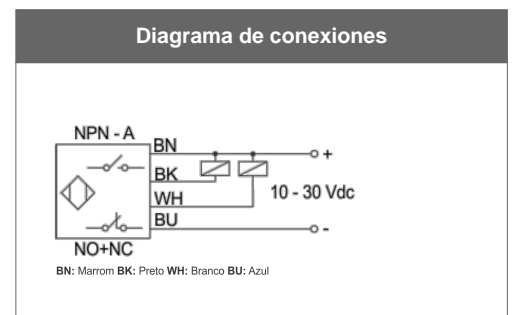 Diagrama de conexiones
NPN - A
BN
+
BK
WH
10 - 30 Vdc
BU
-
NO+NC
BN: Marrom BK: Preto WH: Branco BU: Azul